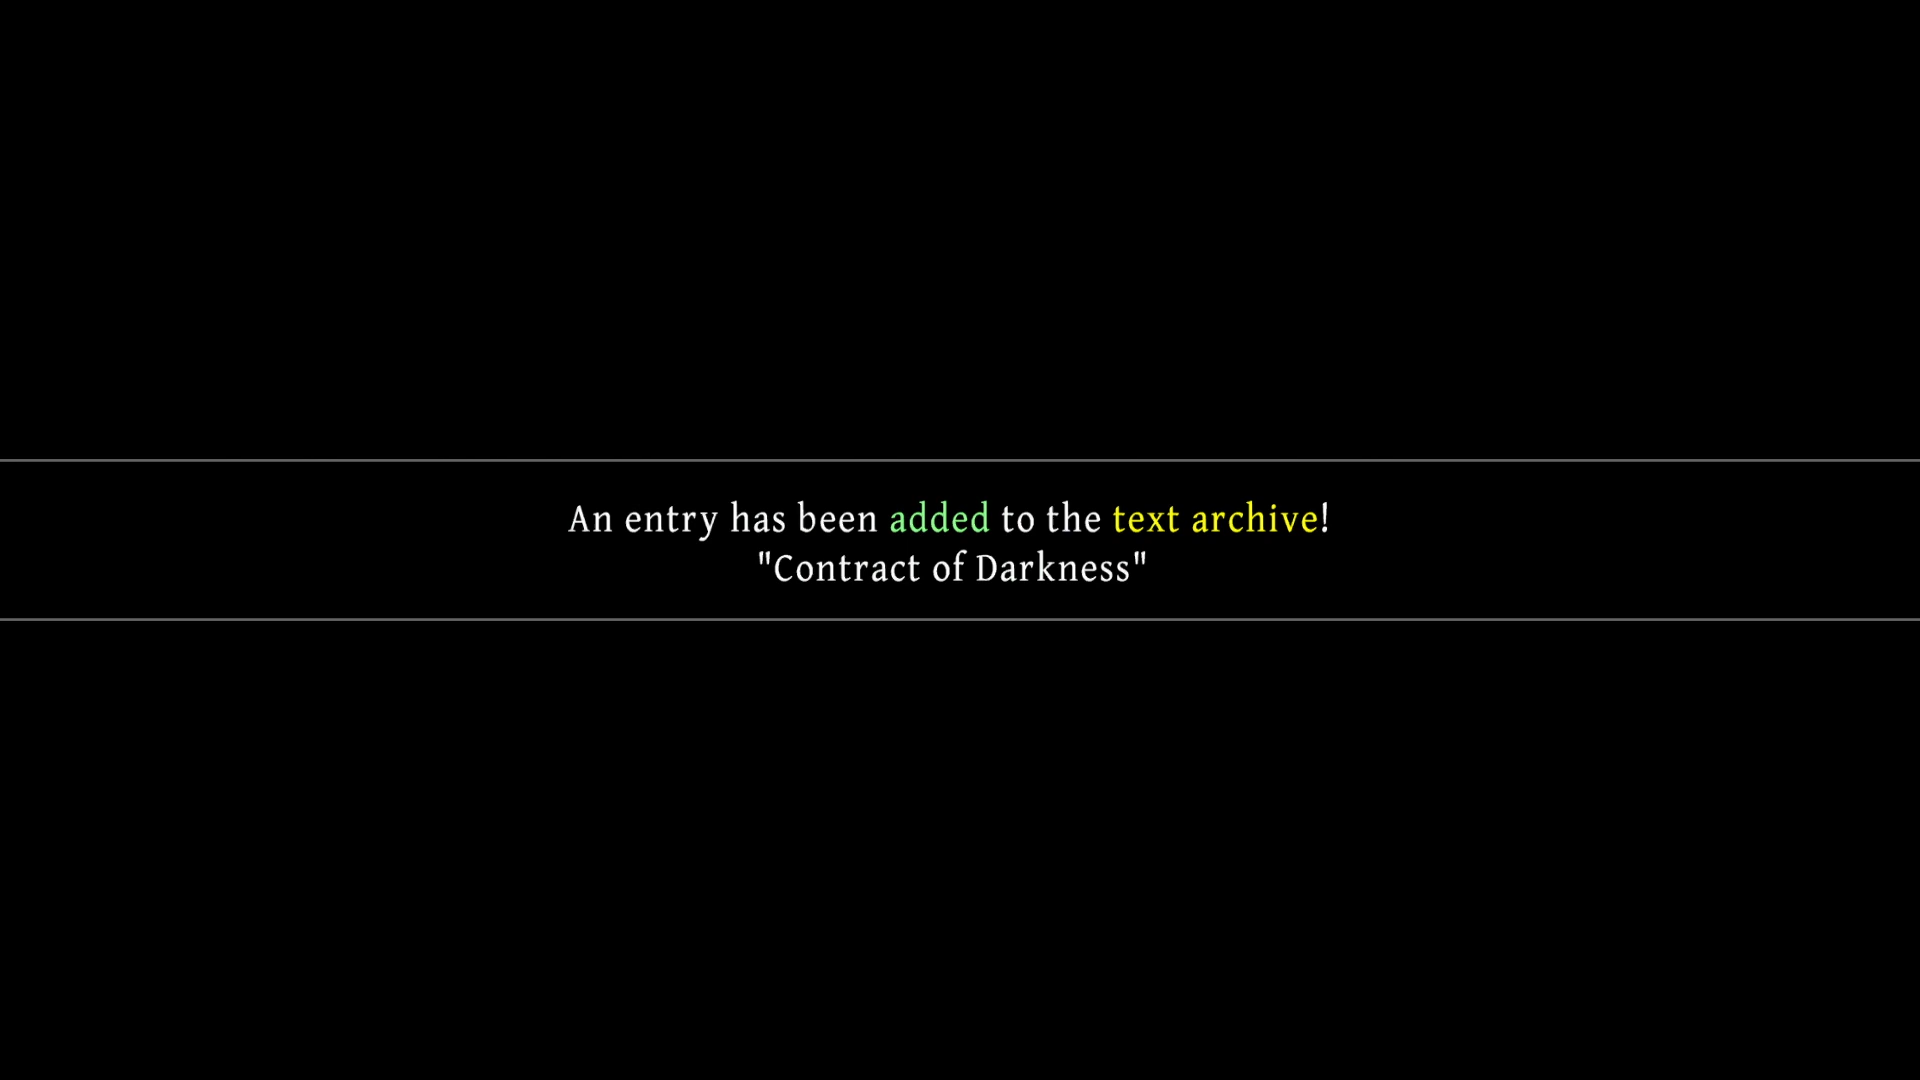 An entry has been added to the text archive!
"Contract of Darkness"